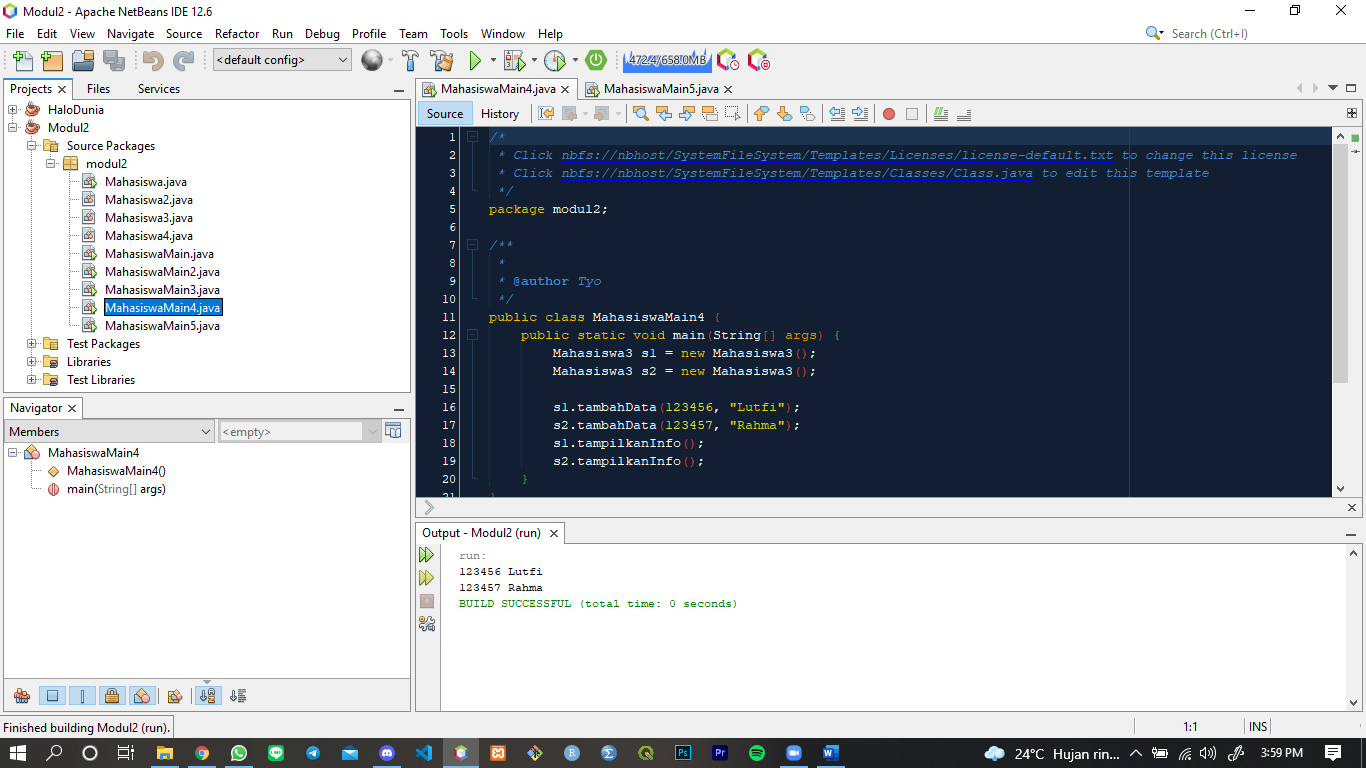 Modul2 - Apache NetBeans IDE 12.6
File Edit View Navigate Source Refactor Run Debug Profile Team Tools Window Help
Search (Ctrl+I)
<default config>
472.4/658.0MB
Projects Files Services
HaloDunia
Modul2
Source Packages
modul2
Mahasiswa.java
Mahasiswa2.java
Mahasiswa3.java
Mahasiswa4.java
MahasiswaMain.java
MahasiswaMain2.java
MahasiswaMain3.java
MahasiswaMain4.java
MahasiswaMain5.java
Test Packages
Libraries
Test Libraries
Navigator
Members <empty>
MahasiswaMain4
MahasiswaMain4()
main(String[] args)
MahasiswaMain4.java MahasiswaMain5.java
Source History
1 /*
2 * Click nbfs://nbhost/SystemFileSystem/Templates/Licenses/license-default.txt to change this license
3 * Click nbfs://nbhost/SystemFileSystem/Templates/Classes/Class.java to edit this template
4 */
5 package modul2;
6
7 /**
8 *
9 * @author Tyo
10 */
11 public class MahasiswaMain4 {
12 public static void main(String[] args) {
13 Mahasiswa3 s1 = new Mahasiswa3();
14 Mahasiswa3 s2 = new Mahasiswa3();
15
16 s1.tambahData(123456, "Lutfi");
17 s2.tambahData(123457, "Rahma");
18 s1.tampilkanInfo();
19 s2.tampilkanInfo();
20 }
21 }
Output - Modul2 (run)
run:
123456 Lutfi
123457 Rahma
BUILD SUCCESSFUL (total time: 0 seconds)
Finished building Modul2 (run).
1:1 INS
24°C Hujan rin... 3:59 PM